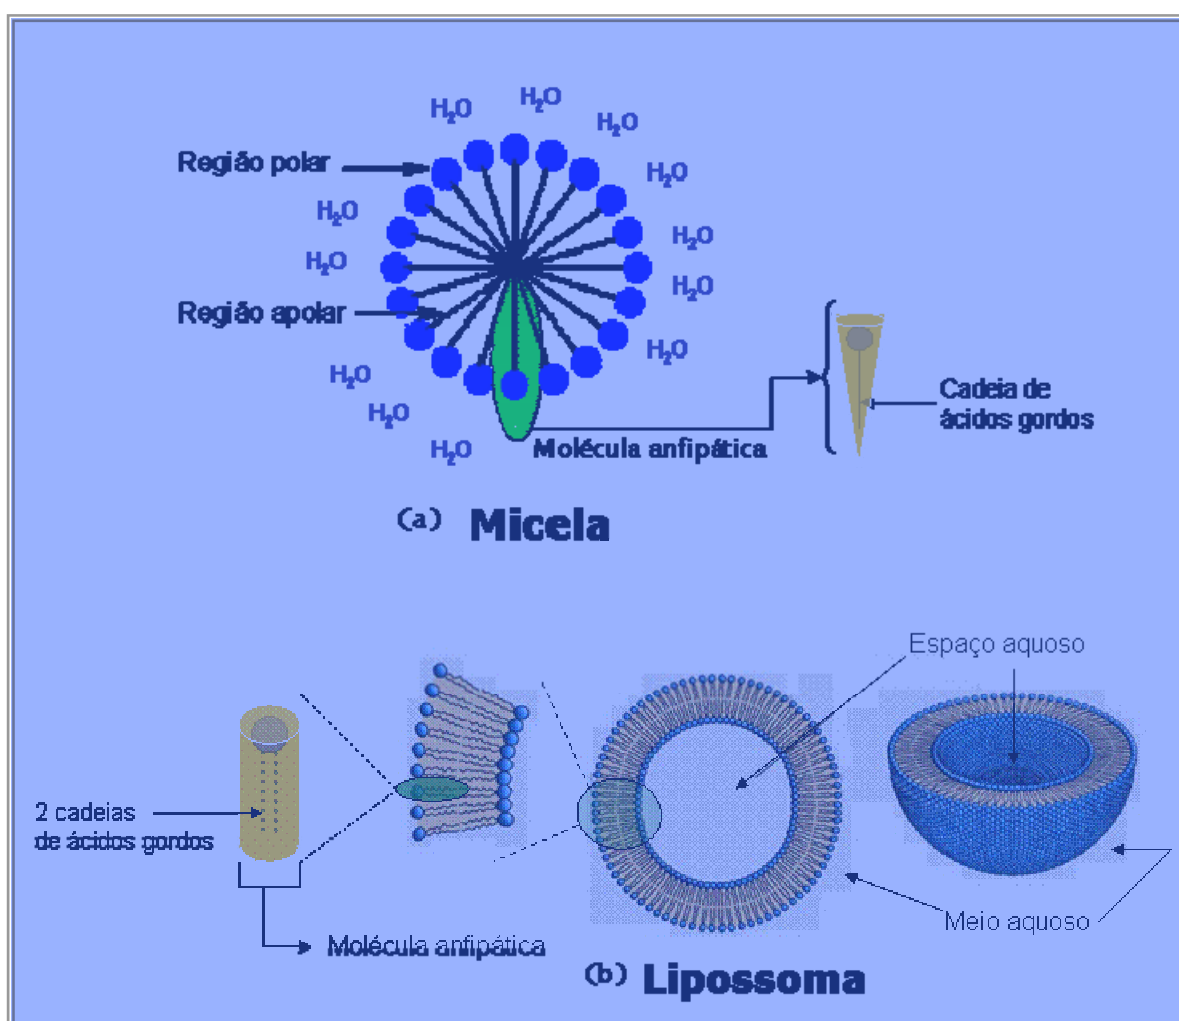 H₂O
H₂O
H₂O
Região polar
H₂O
H₂O
H₂O
H₂O
H₂O
Região apolar
H₂O
H₂O
Cadeia de
ácidos gordos
H₂O
Molécula anfipática
H₂O
(a) Micela
Espaço aquoso
2 cadeias
de ácidos gordos
Meio aquoso
Molécula anfipática
(b) Lipossoma